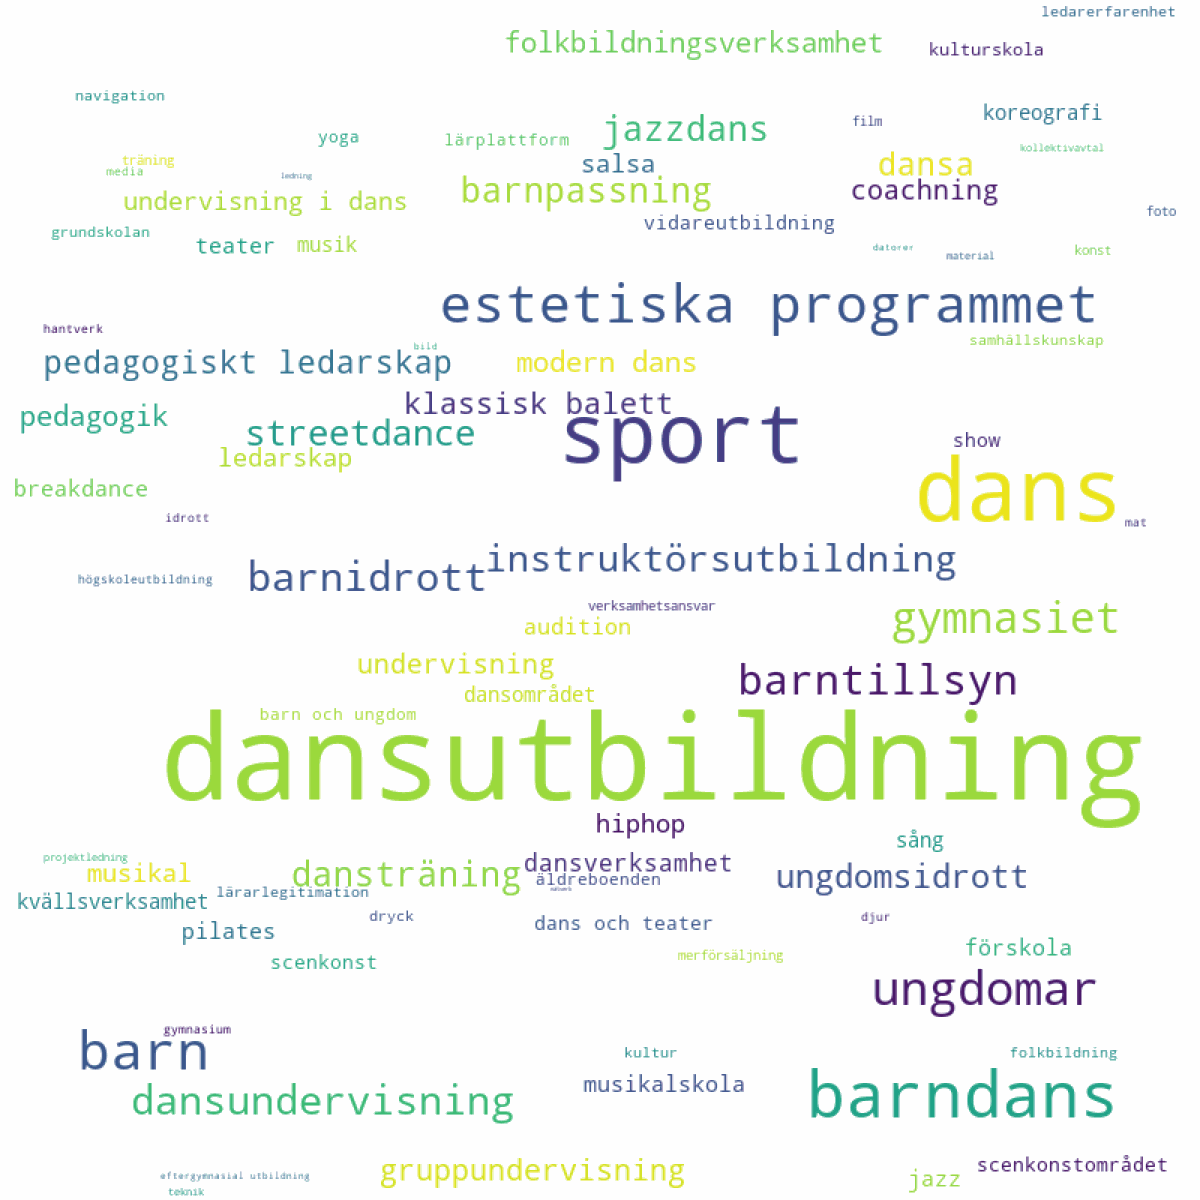 ledarerfarenhet
folkbildningsverksamhet
kulturskola
navigation
koreografi
film
jazzdans
yoga
lärplattform
kollektivavtal
träning
salsa
dansa
media
ledning
barnpassning
coachning
undervisning i dans
foto
vidareutbildning
grundskolan
teater
musik
datorer
konst
material
estetiska programmet
hantverk
samhällskunskap
bild
pedagogiskt ledarskap
modern dans
klassisk balett
pedagogik
streetdance
sport
show
ledarskap
breakdance
dans
idrott
mat
instruktörsutbildning
högskoleutbildning
barnidrott
verksamhetsansvar
gymnasiet
audition
undervisning
barntillsyn
dansområdet
barn och ungdom
dansutbildning
hiphop
sång
projektledning
dansverksamhet
musikal
dansträning
äldreboenden
ungdomsidrott
lärarlegitimation
kvällsverksamhet
dryck
djur
dans och teater
pilates
förskola
merförsäljning
scenkonst
ungdomar
gymnasium
barn
kultur
folkbildning
musikalskola
barndans
dansundervisning
scenkonstområdet
gruppundervisning
eftergymnasial utbildning
jazz
teknik